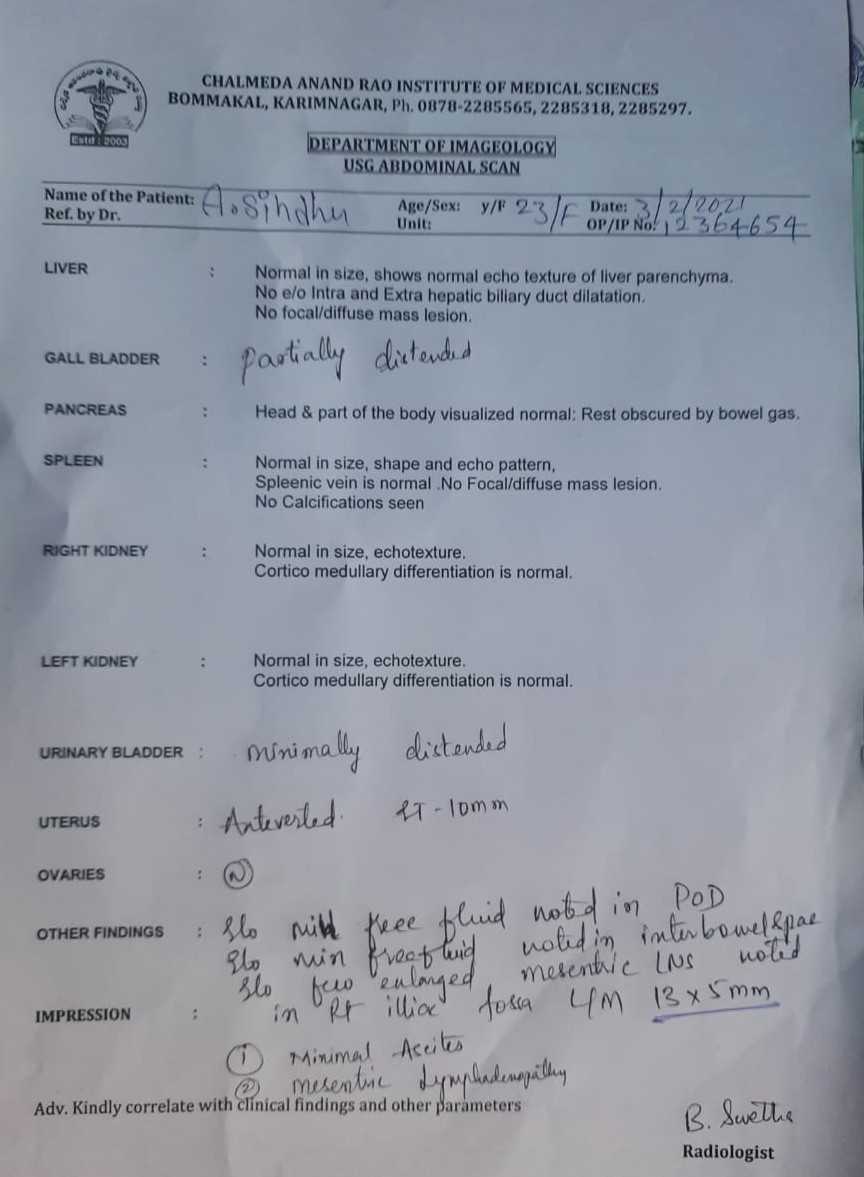 CHALMEDA ANAND RAO INSTITUTE OF MEDICAL SCIENCES
BOMMAKAL, KARIMNAGAR, Ph. 0878-2285565, 2285318, 2285297.
Estd : 2003
DEPARTMENT OF IMAGEOLOGY
USG ABDOMINAL SCAN
Name of the Patient: A. Sindhu Age/Sex: y/F 23/F Date: 3/2/2021
Ref. by Dr. Unit: OP/IP No: 12364654
LIVER : Normal in size, shows normal echo texture of liver parenchyma.
No e/o Intra and Extra hepatic biliary duct dilatation.
No focal/diffuse mass lesion.
GALL BLADDER : partially distended
PANCREAS : Head & part of the body visualized normal: Rest obscured by bowel gas.
SPLEEN : Normal in size, shape and echo pattern,
Spleenic vein is normal .No Focal/diffuse mass lesion.
No Calcifications seen
RIGHT KIDNEY : Normal in size, echotexture.
Cortico medullary differentiation is normal.
LEFT KIDNEY : Normal in size, echotexture.
Cortico medullary differentiation is normal.
URINARY BLADDER : minimally distended
UTERUS : Anteverted. ET - 10mm
OVARIES : N
OTHER FINDINGS : S/o mild free fluid noted in POD
S/o min free fluid noted in interbowel space
S/o few enlarged mesentric LNS noted
in Rt illiac fossa L/M 13 x 5 mm
IMPRESSION :
① Minimal Ascites
② mesentric Lymphadenopathy
Adv. Kindly correlate with clinical findings and other parameters
B. Swetha
Radiologist